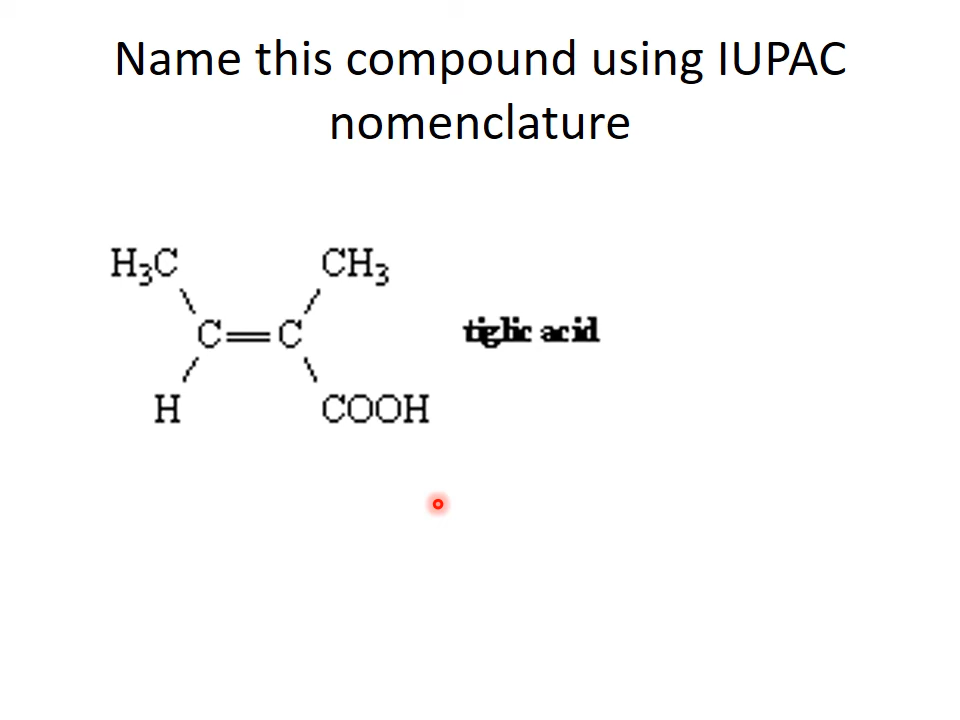 Name this compound using IUPAC
nomenclature
H₃C CH₃
C=C tiglic acid
H COOH